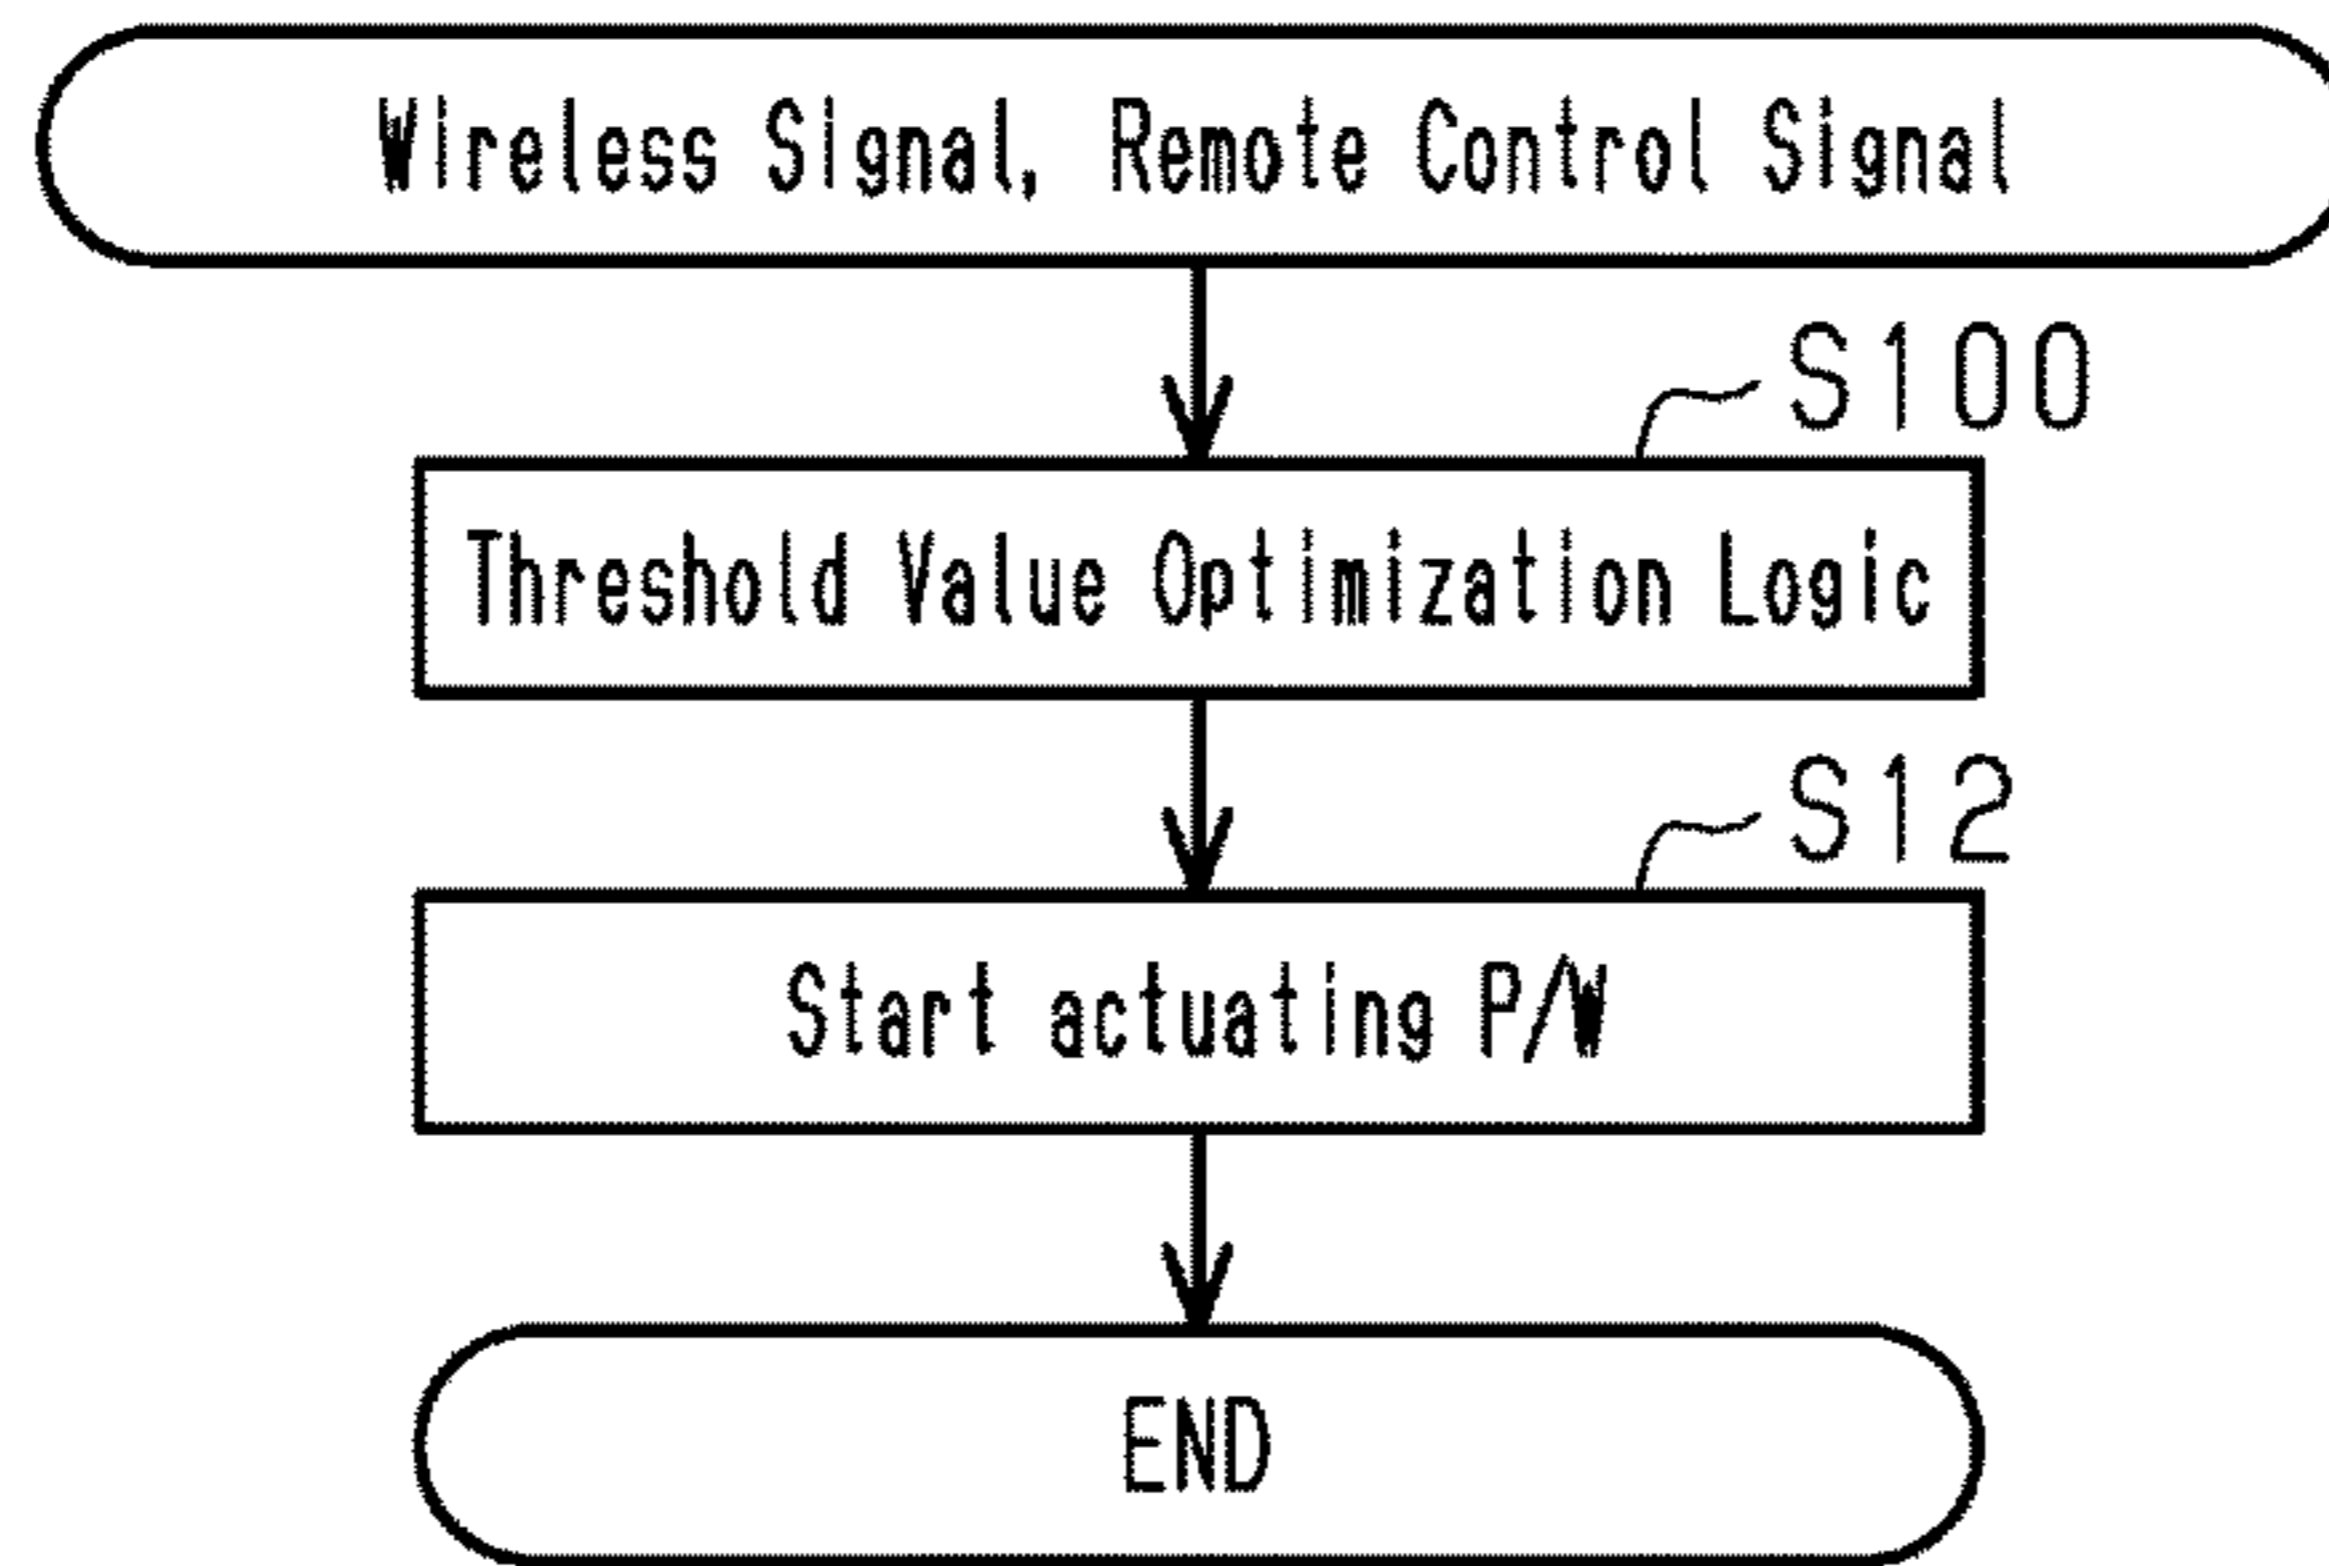 Wireless Signal, Remote Control Signal
S100
Threshold Value Optimization Logic
S12
Start actuating P/W
END